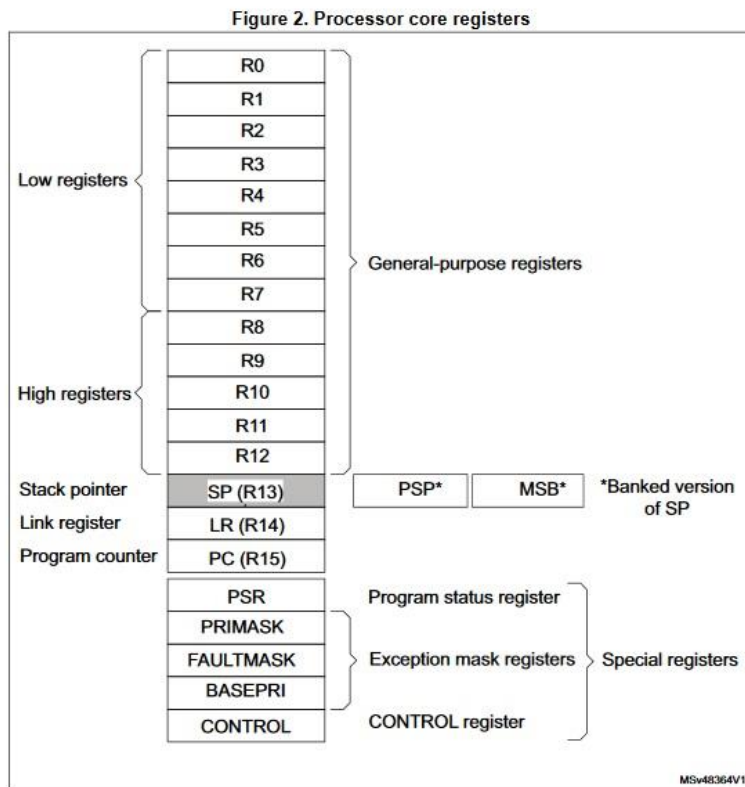 Figure 2. Processor core registers
R0
R1
R2
R3
Low registers
R4
R5
R6
General-purpose registers
R7
R8
R9
High registers
R10
R11
R12
Stack pointer SP (R13) PSP* MSB* *Banked version
of SP
Link register LR (R14)
Program counter PC (R15)
PSR Program status register
PRIMASK
FAULTMASK Exception mask registers Special registers
BASEPRI
CONTROL CONTROL register
MSv48364V1